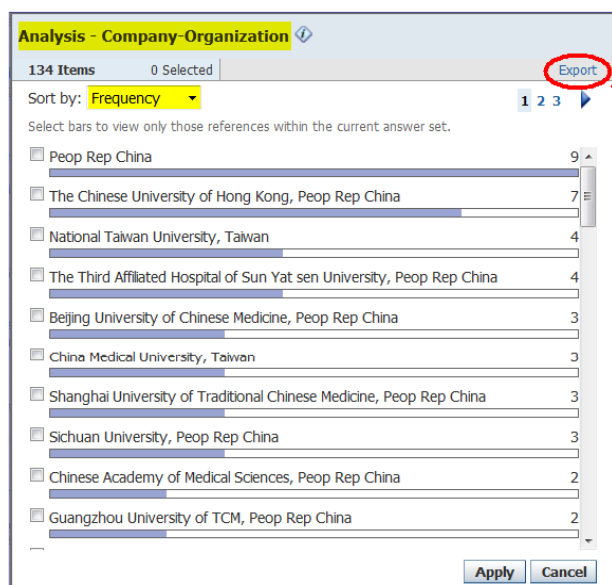 Analysis - Company-Organization
134 Items 0 Selected Export
Sort by: Frequency 1 2 3
Select bars to view only those references within the current answer set.
Peop Rep China 9
The Chinese University of Hong Kong, Peop Rep China 7
National Taiwan University, Taiwan 4
The Third Affiliated Hospital of Sun Yat sen University, Peop Rep China 4
Beijing University of Chinese Medicine, Peop Rep China 3
China Medical University, Taiwan 3
Shanghai University of Traditional Chinese Medicine, Peop Rep China 3
Sichuan University, Peop Rep China 3
Chinese Academy of Medical Sciences, Peop Rep China 2
Guangzhou University of TCM, Peop Rep China 2
Apply Cancel